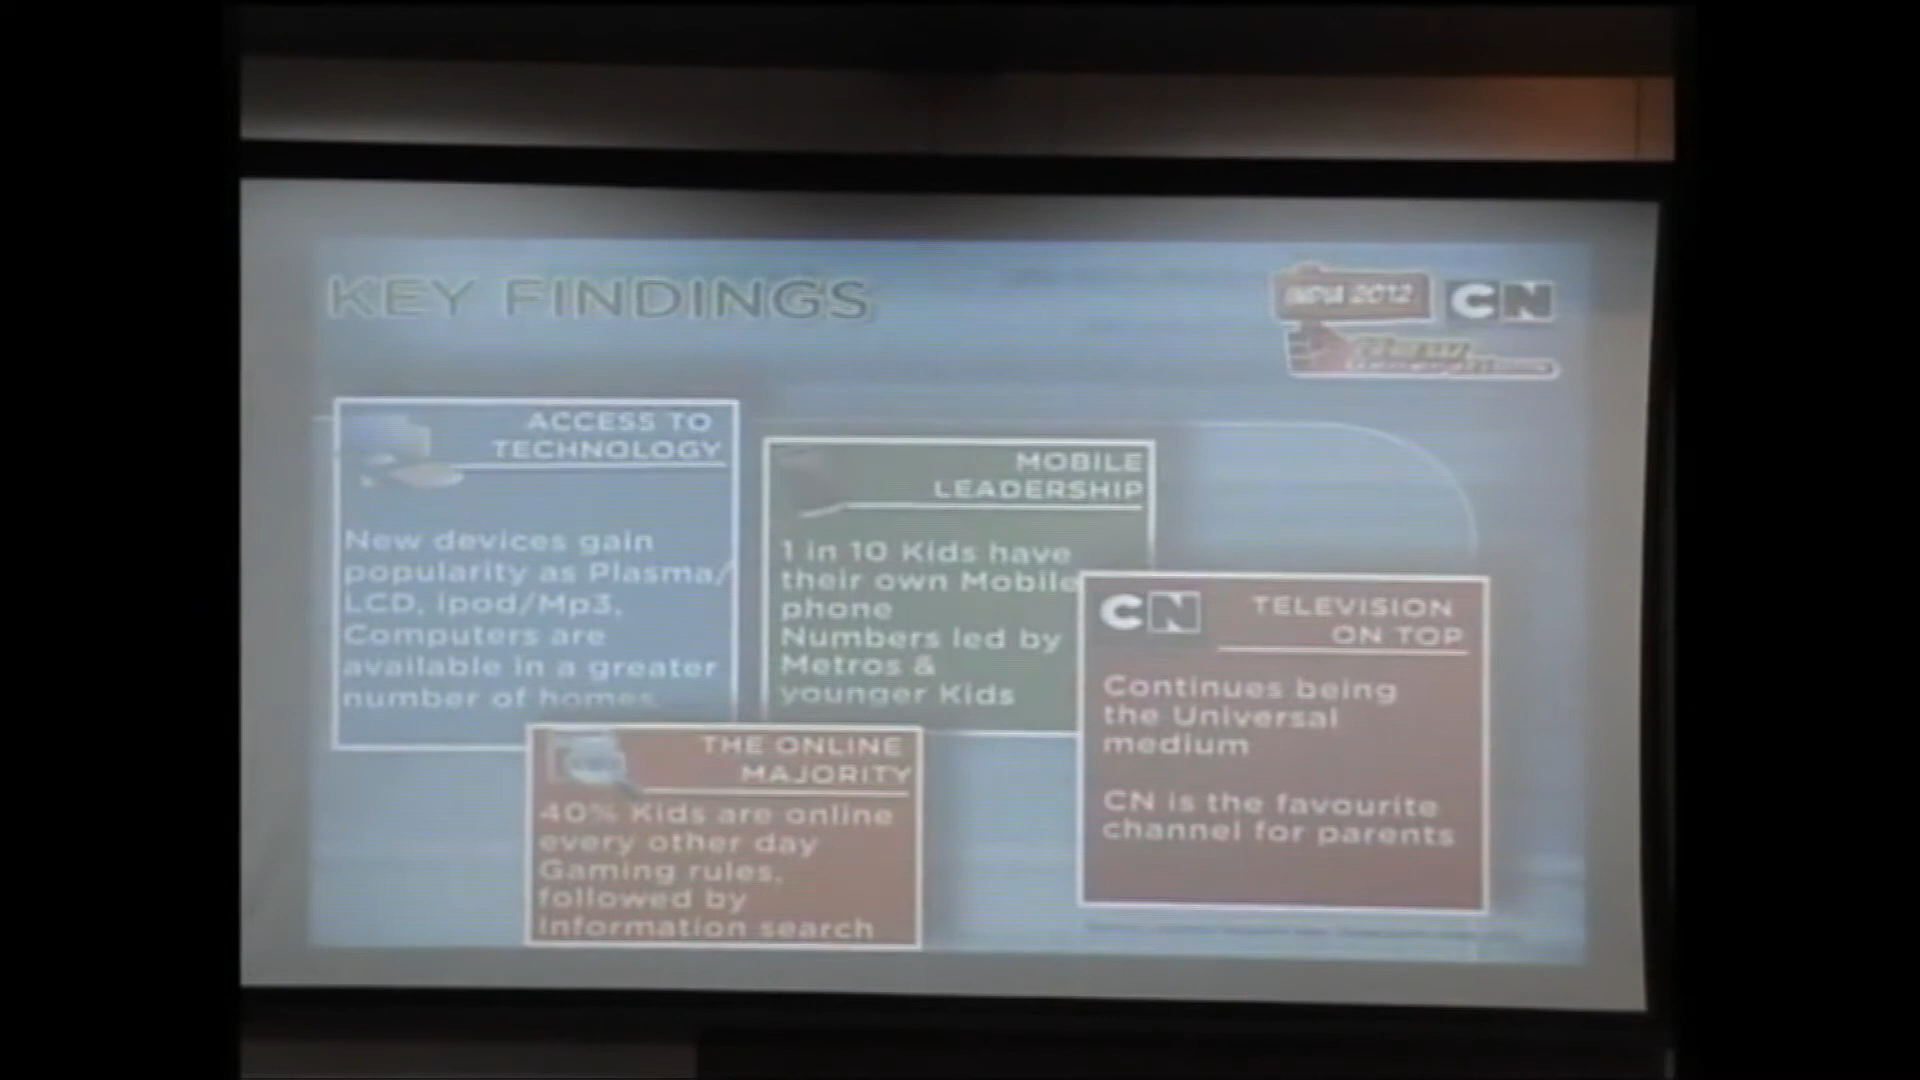 KEY FINDINGS
INDIA 2012
CN
New
Generations
ACCESS TO
TECHNOLOGY
New devices gain
popularity as Plasma/
LCD, ipod/Mp3,
Computers are
available in a greater
number of homes
MOBILE
LEADERSHIP
1 in 10 Kids have
their own Mobile
phone
Numbers led by
Metros &
younger Kids
THE ONLINE
MAJORITY
40% Kids are online
every other day
Gaming rules,
followed by
Information search
CN
TELEVISION
ON TOP
Continues being
the Universal
medium
CN is the favourite
channel for parents